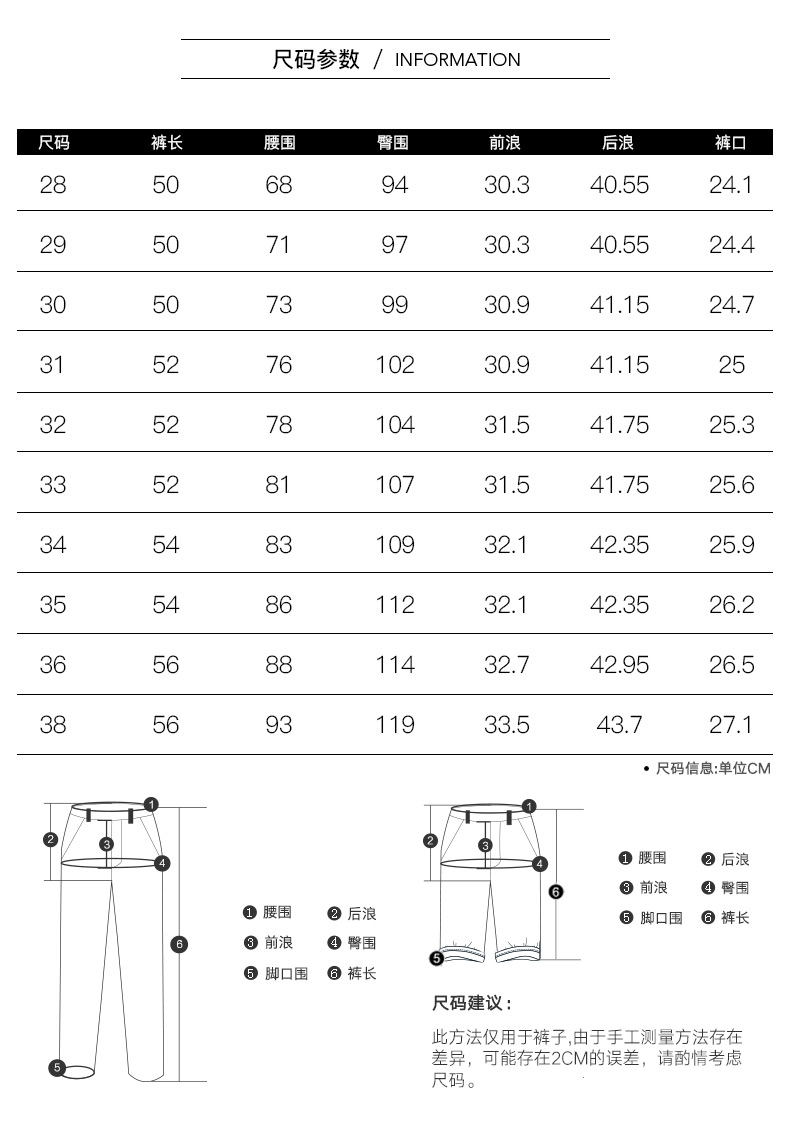 尺码参数 / INFORMATION
尺码 裤长 腰围 臀围 前浪 后浪 裤口
28 50 68 94 30.3 40.55 24.1
29 50 71 97 30.3 40.55 24.4
30 50 73 99 30.9 41.15 24.7
31 52 76 102 30.9 41.15 25
32 52 78 104 31.5 41.75 25.3
33 52 81 107 31.5 41.75 25.6
34 54 83 109 32.1 42.35 25.9
35 54 86 112 32.1 42.35 26.2
36 56 88 114 32.7 42.95 26.5
38 56 93 119 33.5 43.7 27.1
• 尺码信息:单位CM
1
2
3
4
6
5
1 腰围 2 后浪
3 前浪 4 臀围
5 脚口围 6 裤长
1
2
3
4
6
5
1 腰围 2 后浪
3 前浪 4 臀围
5 脚口围 6 裤长
尺码建议：
此方法仅用于裤子,由于手工测量方法存在
差异，可能存在2CM的误差，请酌情考虑
尺码。